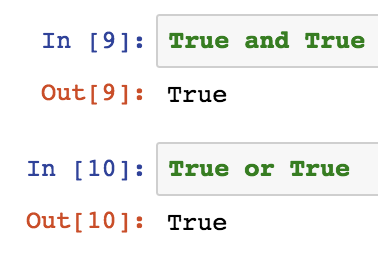 In [9]: True and True
Out[9]: True
In [10]: True or True
Out[10]: True